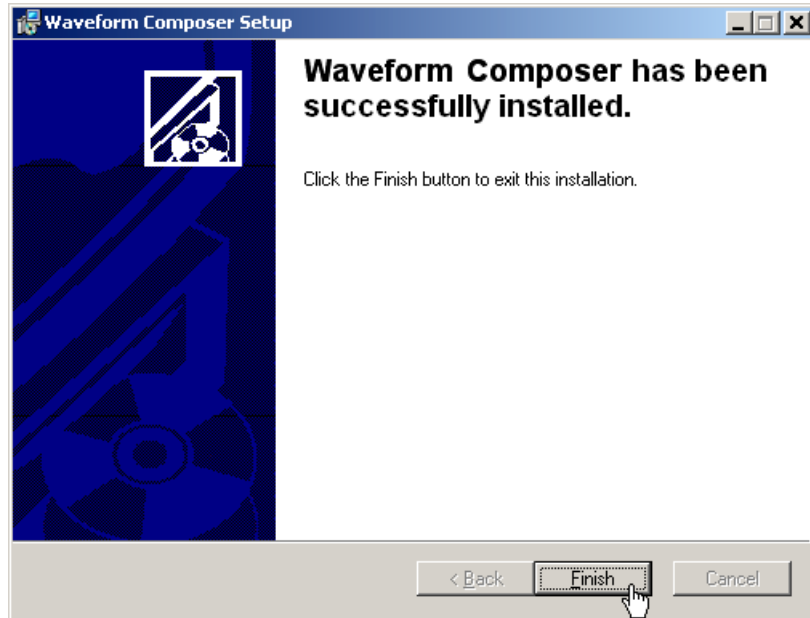 Waveform Composer Setup
Waveform Composer has been
successfully installed.
Click the Finish button to exit this installation.
< Back
Finish
Cancel